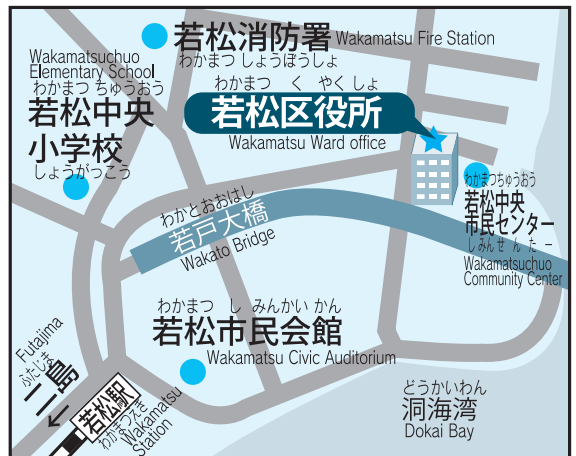 若松消防署 Wakamatsu Fire Station
わかまつ しょうぼうしょ
Wakamatsuchuo
Elementary School
わかまつ ちゅうおう
若松中央
小学校
しょうがっこう
わかまつ く やくしょ
若松区役所
Wakamatsu Ward office
わかまつちゅうおう
若松中央
市民センター
しみんせんたー
Wakamatsuchuo
Community Center
わかとおおはし
若戸大橋
Wakato Bridge
わかまつ しみんかいかん
若松市民会館
Wakamatsu Civic Auditorium
Futajima
ふたじま
二島
←
若松駅
わかまつえき
Wakamatsu
Station
どうかいわん
洞海湾
Dokai Bay